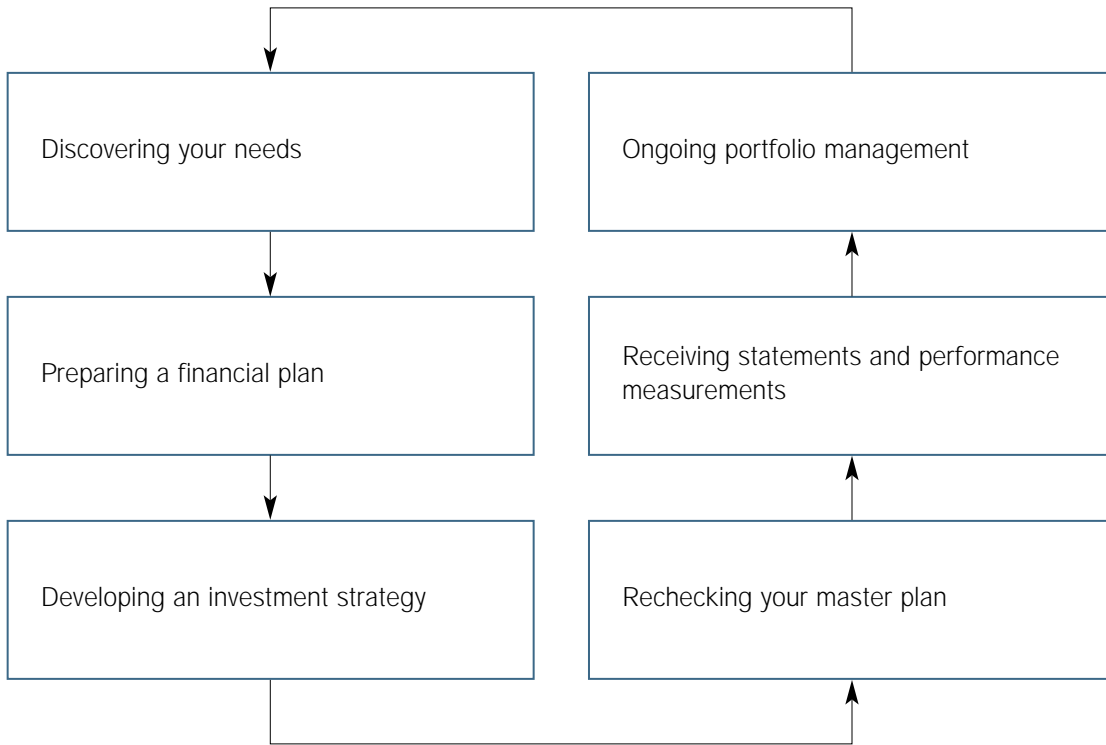 Discovering your needs
Preparing a financial plan
Developing an investment strategy
Rechecking your master plan
Receiving statements and performance
measurements
Ongoing portfolio management